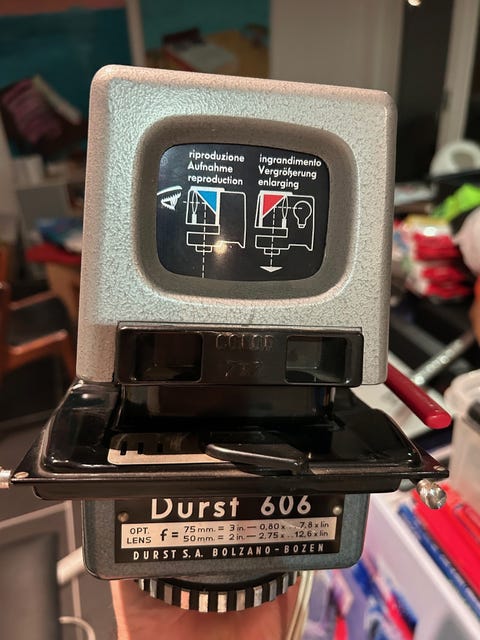 riproduzione
Aufnahme
reproduction
ingrandimento
Vergrößerung
enlarging
Durst 606
OPT. LENS f = 75 mm. = 3 in. — 0,80 x .. 7,8 x lin
50 mm. = 2 in. — 2,75 x .. 12,6 x lin
DURST S.A. BOLZANO-BOZEN